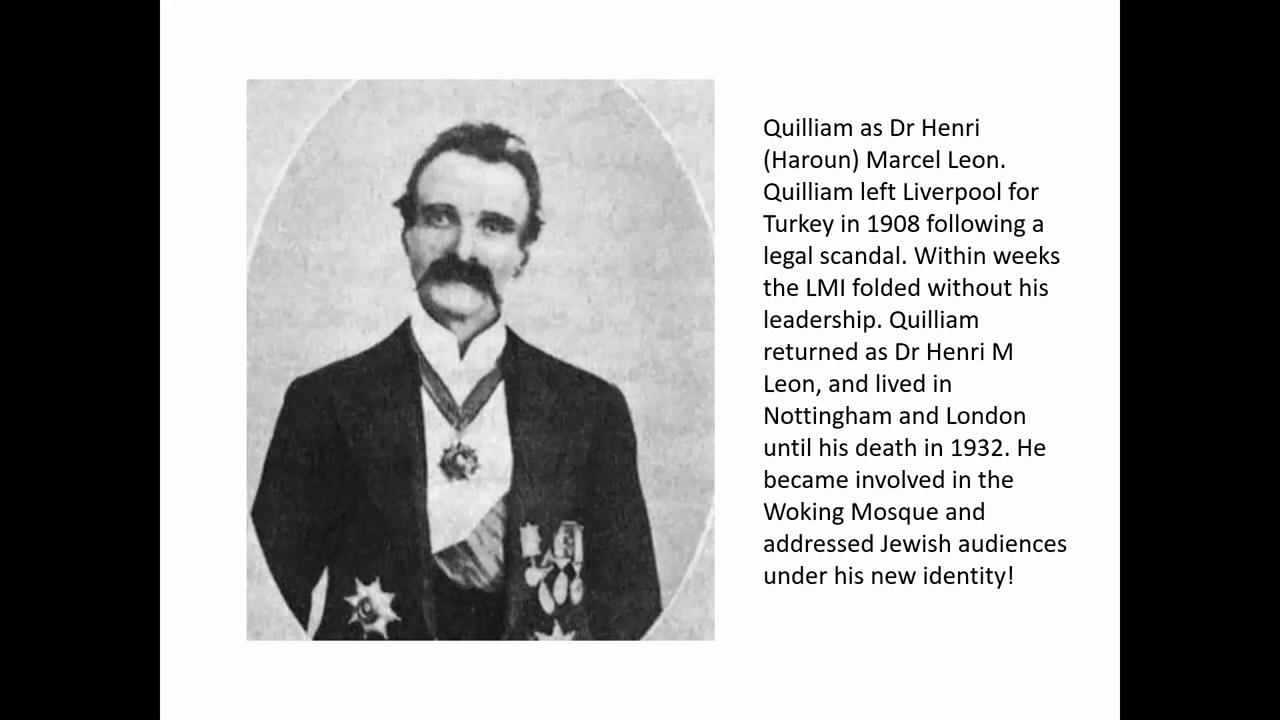 Quilliam as Dr Henri
(Haroun) Marcel Leon.
Quilliam left Liverpool for
Turkey in 1908 following a
legal scandal. Within weeks
the LMI folded without his
leadership. Quilliam
returned as Dr Henri M
Leon, and lived in
Nottingham and London
until his death in 1932. He
became involved in the
Woking Mosque and
addressed Jewish audiences
under his new identity!